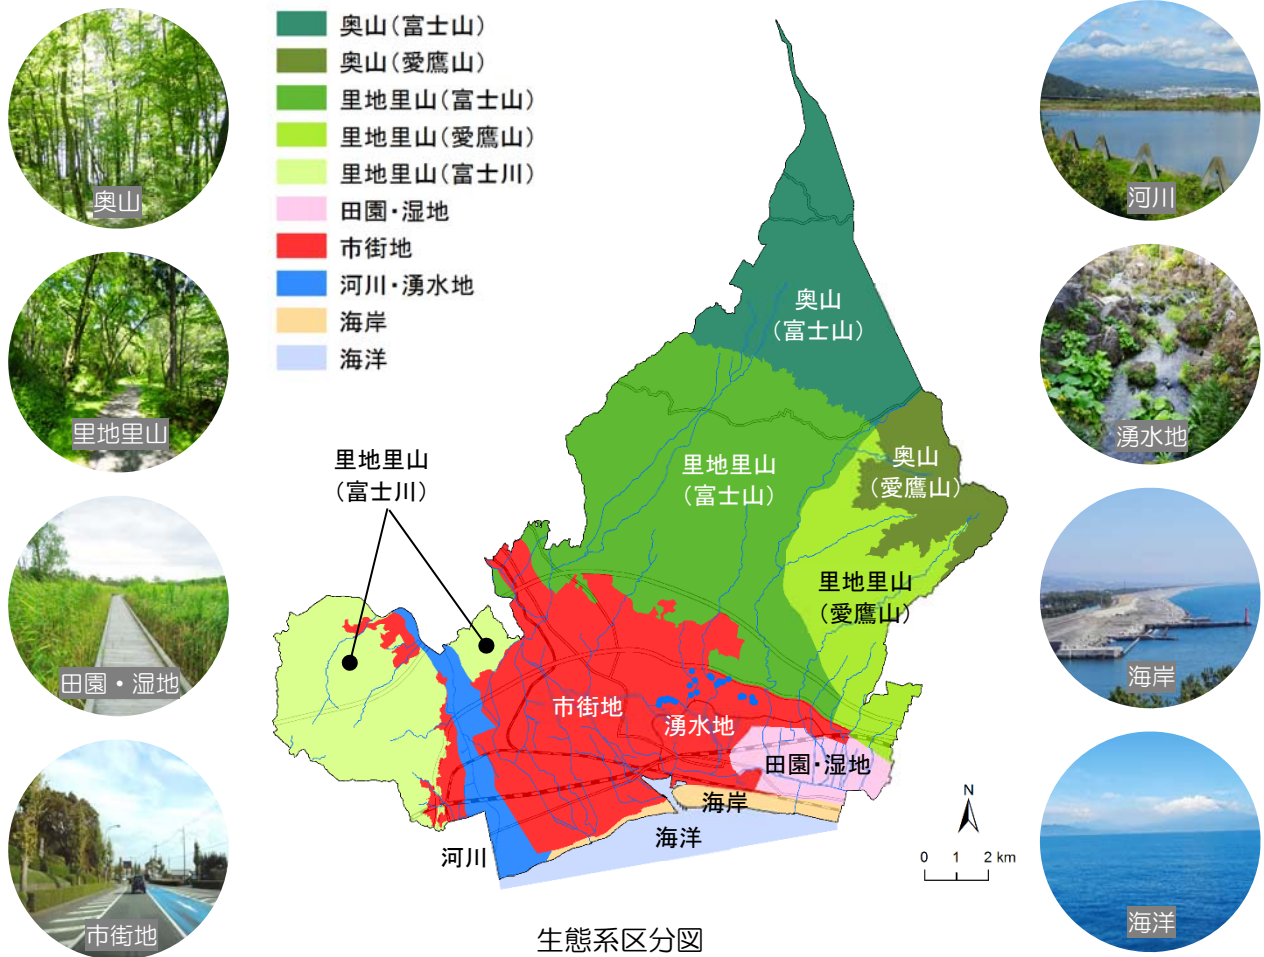 奥山
里地里山
田園・湿地
市街地
奥山(富士山)
奥山(愛鷹山)
里地里山(富士山)
里地里山(愛鷹山)
里地里山(富士川)
田園・湿地
市街地
河川・湧水地
海岸
海洋
奥山
(富士山)
里地里山
(富士山)
奥山
(愛鷹山)
里地里山
(愛鷹山)
里地里山
(富士川)
市街地
湧水地
田園・湿地
海岸
海洋
河川
N
0 1 2 km
生態系区分図
河川
湧水地
海岸
海洋